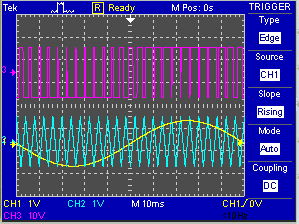 Tek R Ready M Pos: 0s TRIGGER
Type
Edge
Source
CH1
Slope
Rising
Mode
Auto
Coupling
DC
3
CH1 1V CH2 1V M 10ms CH1 / 0V
CH3 10V